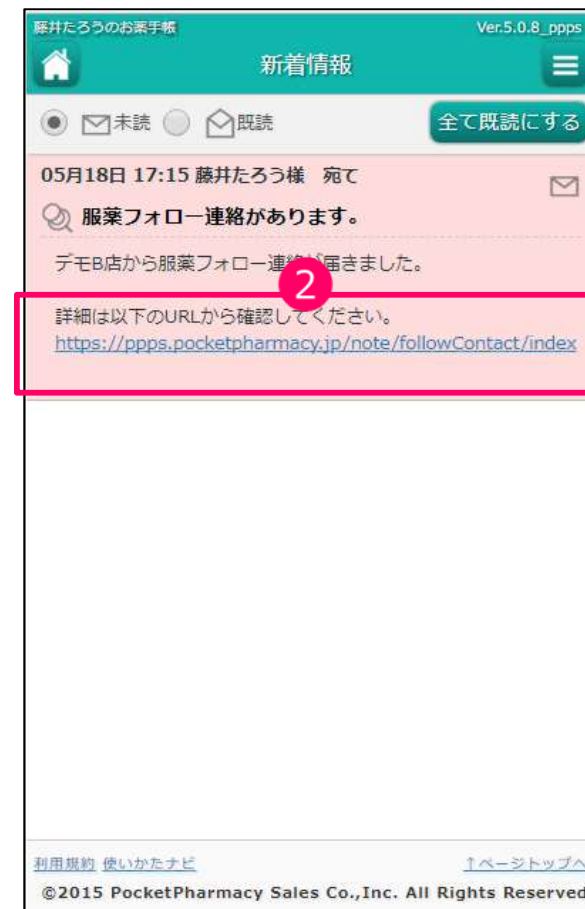 藤井たろうのお薬手帳 Ver.5.0.8_ppps
新着情報
未読 既読 全て既読にする
05月18日 17:15 藤井たろう様 宛て
服薬フォロー連絡があります。
デモB店から服薬フォロー連絡が届きました。
2
詳細は以下のURLから確認してください。
https://ppps.pocketpharmacy.jp/note/followContact/index
利用規約 使いかたナビ ↑ページトップへ
©2015 PocketPharmacy Sales Co.,Inc. All Rights Reserved